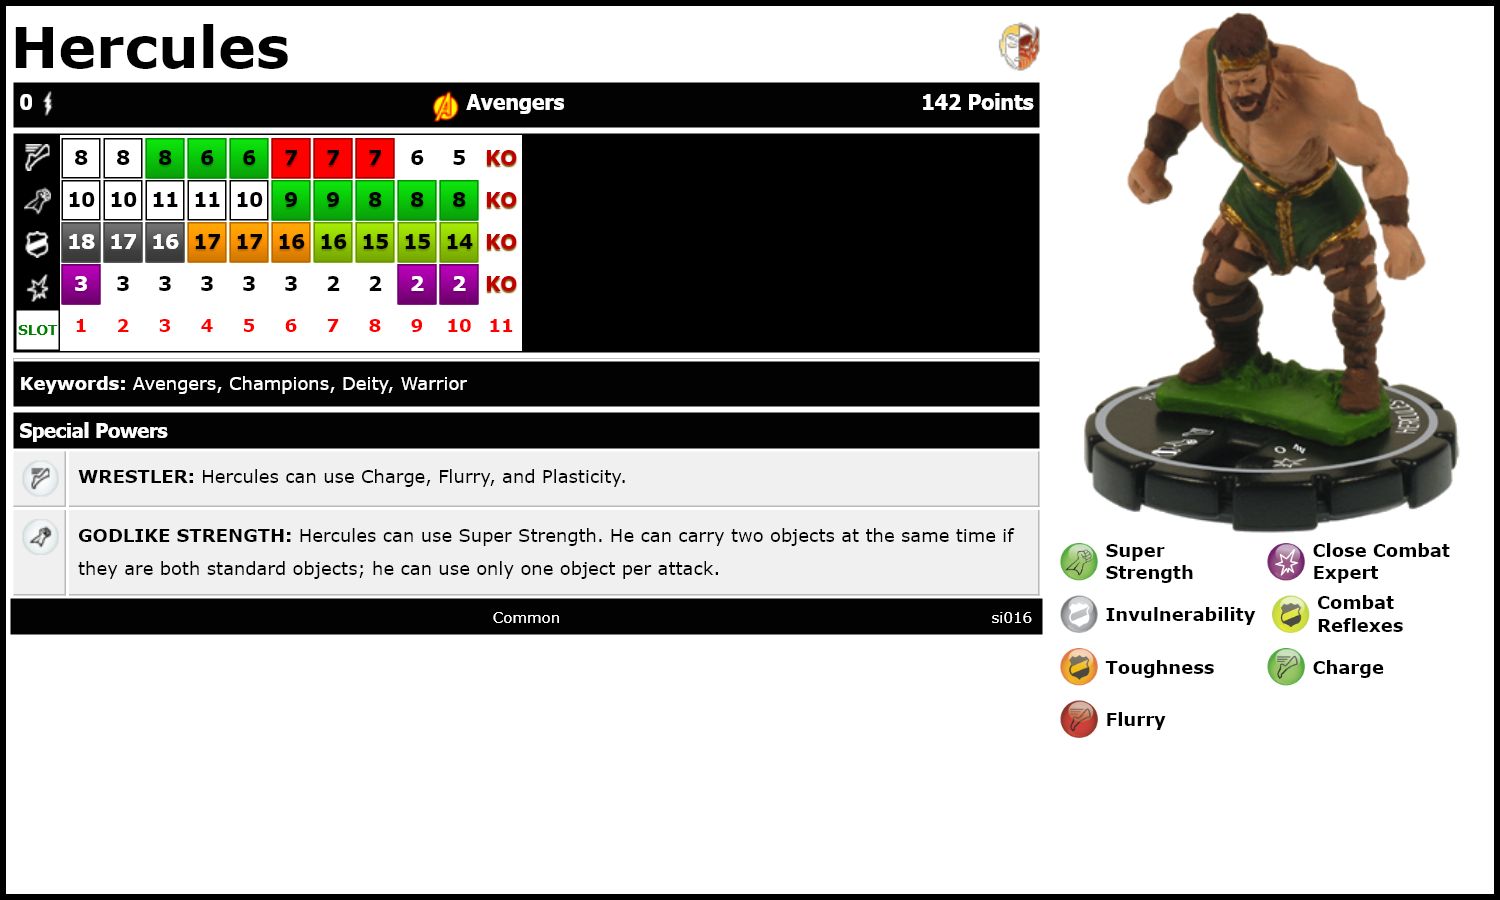 Hercules
0 Avengers 142 Points
8 8 8 6 6 7 7 7 6 5 KO
10 10 11 11 10 9 9 8 8 8 KO
18 17 16 17 17 16 16 15 15 14 KO
3 3 3 3 3 3 2 2 2 2 KO
SLOT 1 2 3 4 5 6 7 8 9 10 11
Keywords: Avengers, Champions, Deity, Warrior
Special Powers
WRESTLER: Hercules can use Charge, Flurry, and Plasticity.
GODLIKE STRENGTH: Hercules can use Super Strength. He can carry two objects at the same time if
they are both standard objects; he can use only one object per attack.
Common si016
HERCULES
Super
Strength
Close Combat
Expert
Invulnerability
Combat
Reflexes
Toughness
Charge
Flurry